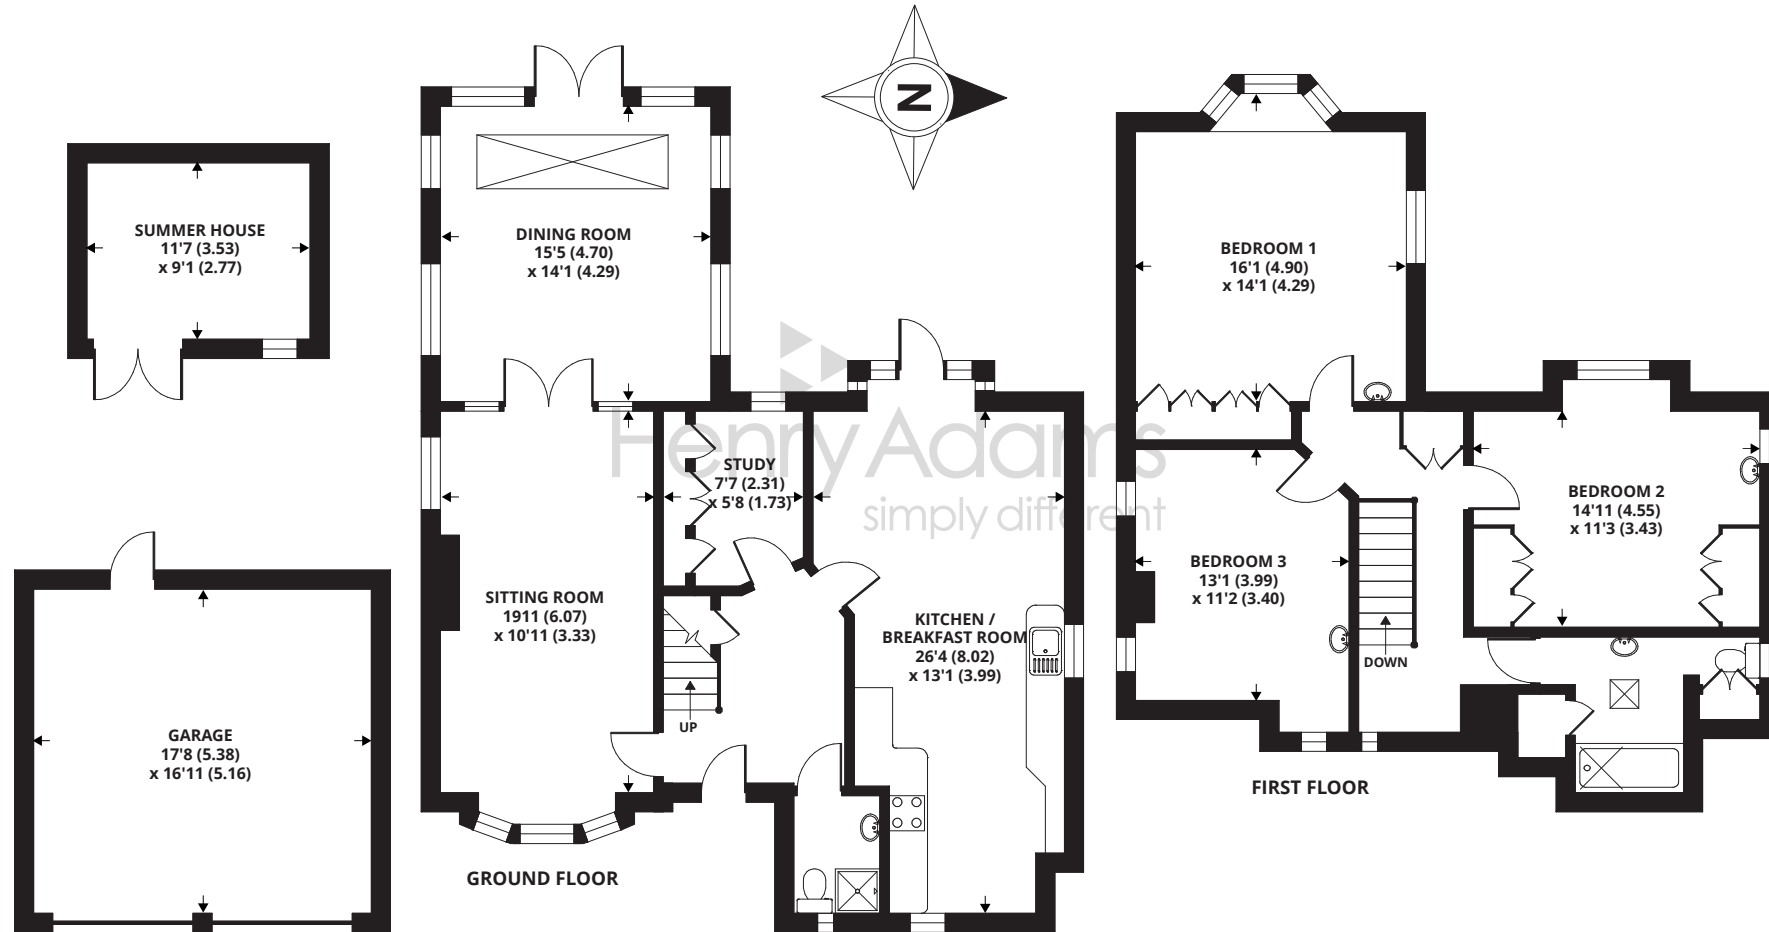 N
SUMMER HOUSE
11'7 (3.53)
x 9'1 (2.77)
DINING ROOM
15'5 (4.70)
x 14'1 (4.29)
BEDROOM 1
16'1 (4.90)
x 14'1 (4.29)
Henry Adams
simply different
STUDY
7'7 (2.31)
x 5'8 (1.73)
BEDROOM 2
14'11 (4.55)
x 11'3 (3.43)
SITTING ROOM
1911 (6.07)
x 10'11 (3.33)
KITCHEN /
BREAKFAST ROOM
26'4 (8.02)
x 13'1 (3.99)
BEDROOM 3
13'1 (3.99)
x 11'2 (3.40)
DOWN
UP
GARAGE
17'8 (5.38)
x 16'11 (5.16)
GROUND FLOOR
FIRST FLOOR